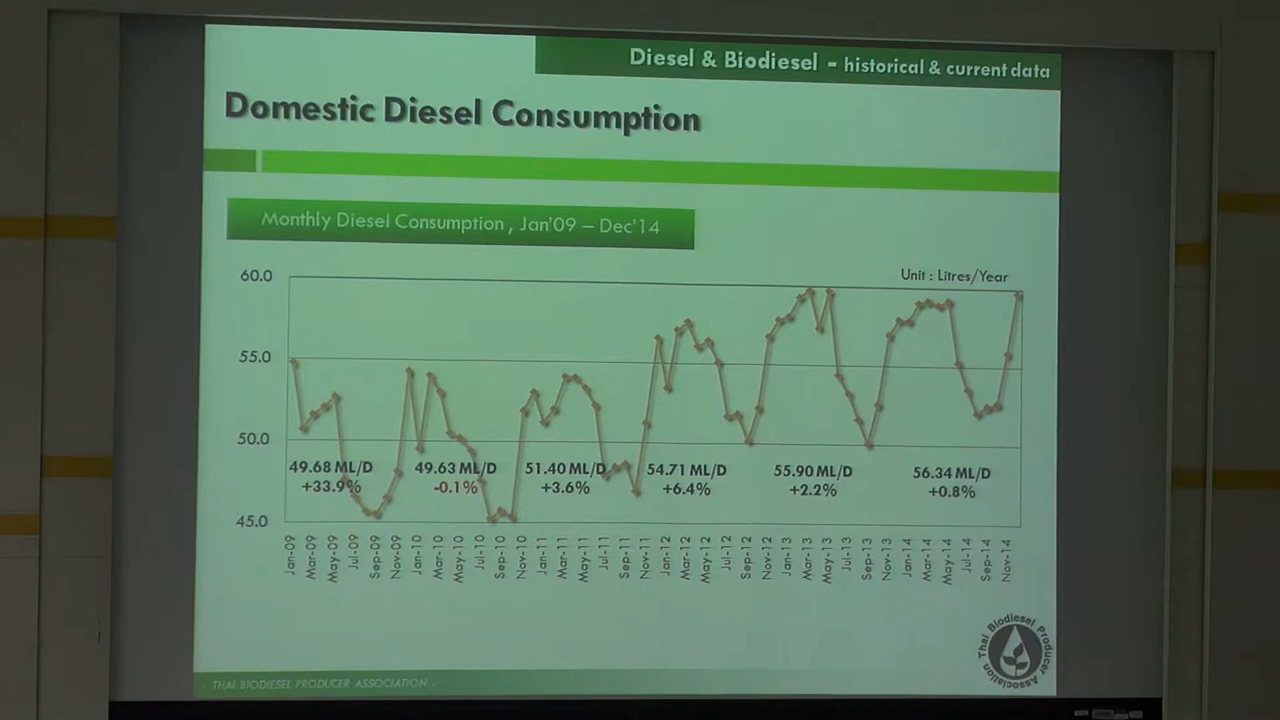 Diesel & Biodiesel - historical & current data
Domestic Diesel Consumption
Monthly Diesel Consumption , Jan'09 – Dec'14
Unit : Litres/Year
60.0
55.0
50.0
45.0
49.68 ML/D
+33.9%
49.63 ML/D
-0.1%
51.40 ML/D
+3.6%
54.71 ML/D
+6.4%
55.90 ML/D
+2.2%
56.34 ML/D
+0.8%
Jan-09
Mar-09
May-09
Jul-09
Sep-09
Nov-09
Jan-10
Mar-10
May-10
Jul-10
Sep-10
Nov-10
Jan-11
Mar-11
May-11
Jul-11
Sep-11
Nov-11
Jan-12
Mar-12
May-12
Jul-12
Sep-12
Nov-12
Jan-13
Mar-13
May-13
Jul-13
Sep-13
Nov-13
Jan-14
Mar-14
May-14
Jul-14
Sep-14
Nov-14
Thai Biodiesel Producer Association
THAI BIODIESEL PRODUCER ASSOCIATION .